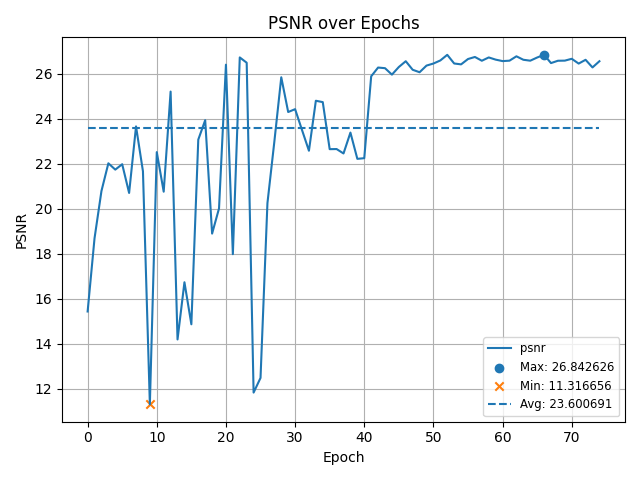 PSNR over Epochs
PSNR
26
24
22
20
18
16
14
12
0 10 20 30 40 50 60 70
Epoch
psnr
Max: 26.842626
Min: 11.316656
Avg: 23.600691